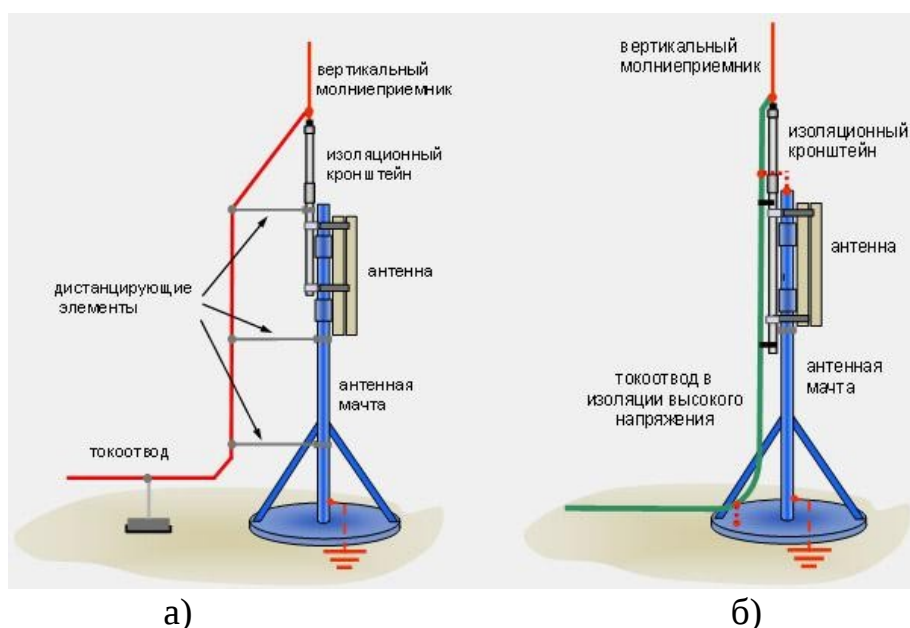 вертикальный
молниеприемник
изоляционный
кронштейн
антенна
дистанцирующие
элементы
антенная
мачта
токоотвод
а)
вертикальный
молниеприемник
изоляционный
кронштейн
антенна
антенная
мачта
токоотвод в
изоляции высокого
напряжения
б)